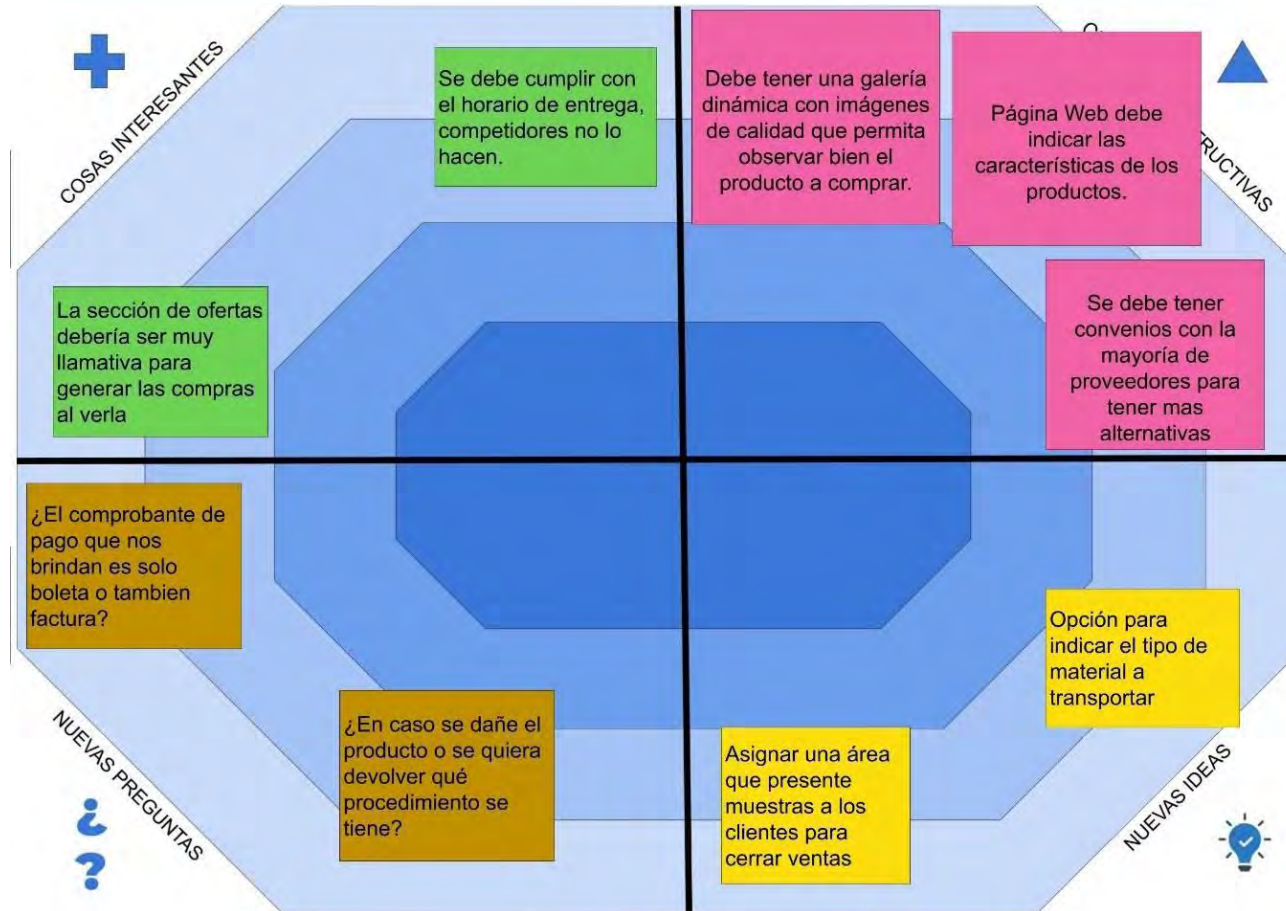 COSAS INTERESANTES
Se debe cumplir con
el horario de entrega,
competidores no lo
hacen.
La sección de ofertas
debería ser muy
llamativa para
generar las compras
al verla
Debe tener una galería
dinámica con imágenes
de calidad que permita
observar bien el
producto a comprar.
Página Web debe
indicar las
características de los
productos.
Se debe tener
convenios con la
mayoría de
proveedores para
tener mas
alternativas
¿El comprobante de
pago que nos
brindan es solo
boleta o tambien
factura?
¿En caso se dañe el
producto o se quiera
devolver qué
procedimiento se
tiene?
NUEVAS PREGUNTAS
¿
?
Opción para
indicar el tipo de
material a
transportar
Asignar una área
que presente
muestras a los
clientes para
cerrar ventas
NUEVAS IDEAS